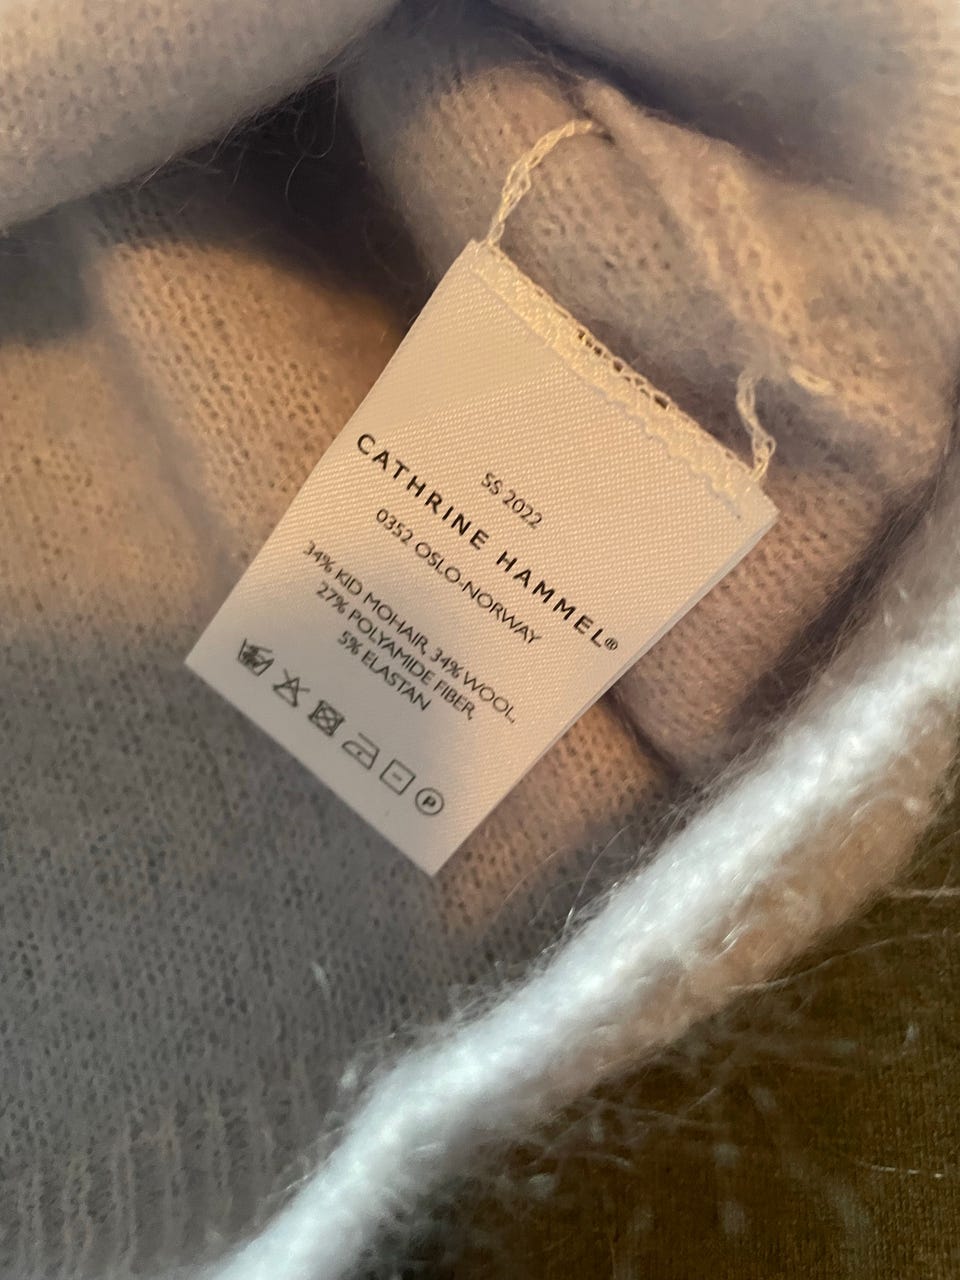 SS 2022
CATHRINE HAMMEL®
0352 OSLO-NORWAY
34% KID MOHAIR, 34% WOOL,
27% POLYAMIDE FIBER,
5% ELASTAN
P